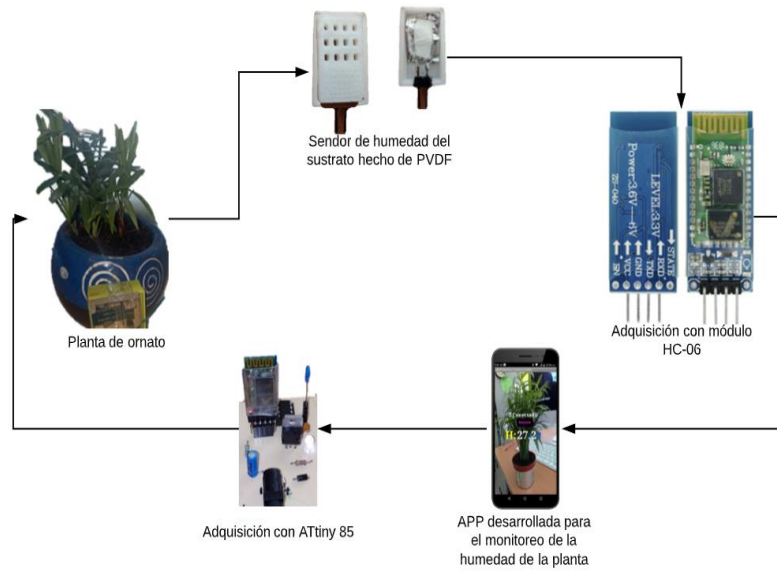 Sendor de humedad del
sustrato hecho de PVDF
Power:3.6V---6V
LEVEL:3.3V
ZS-040
STATE
RXD
TXD
GND
VCC
EN
Adquisición con módulo
HC-06
Planta de ornato
H:27.2
Adquisición con ATtiny 85
APP desarrollada para
el monitoreo de la
humedad de la planta